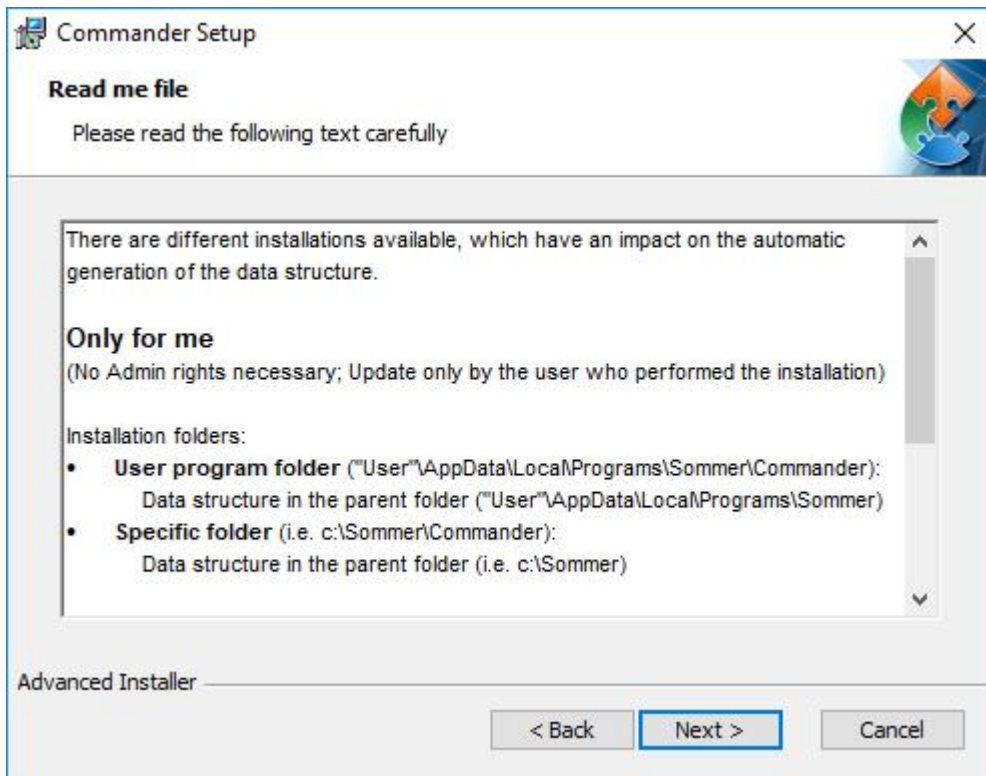 Commander Setup
Read me file
Please read the following text carefully
There are different installations available, which have an impact on the automatic
generation of the data structure.
Only for me
(No Admin rights necessary; Update only by the user who performed the installation)
Installation folders:
• User program folder ("User"\AppData\Local\Programs\Sommer\Commander):
Data structure in the parent folder ("User"\AppData\Local\Programs\Sommer)
• Specific folder (i.e. c:\Sommer\Commander):
Data structure in the parent folder (i.e. c:\Sommer)
Advanced Installer
< Back Next > Cancel